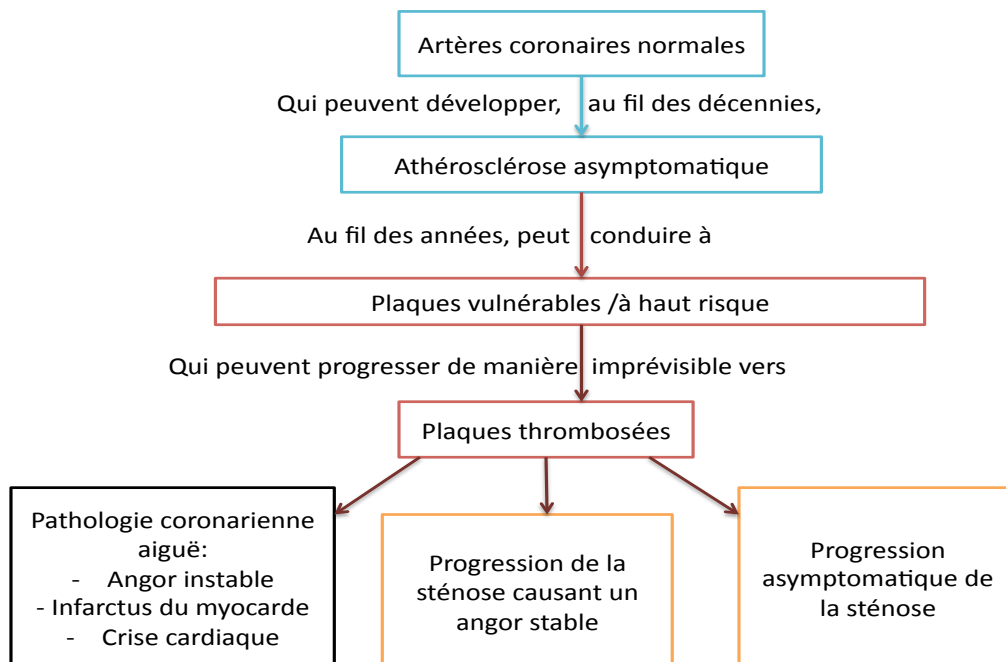 Artères coronaires normales
Qui peuvent développer, au fil des décennies,
Athérosclérose asymptomatique
Au fil des années, peut conduire à
Plaques vulnérables /à haut risque
Qui peuvent progresser de manière imprévisible vers
Plaques thrombosées
Pathologie coronarienne
aiguë:
- Angor instable
- Infarctus du myocarde
- Crise cardiaque
Progression de la
sténose causant un
angor stable
Progression
asymptomatique de
la sténose